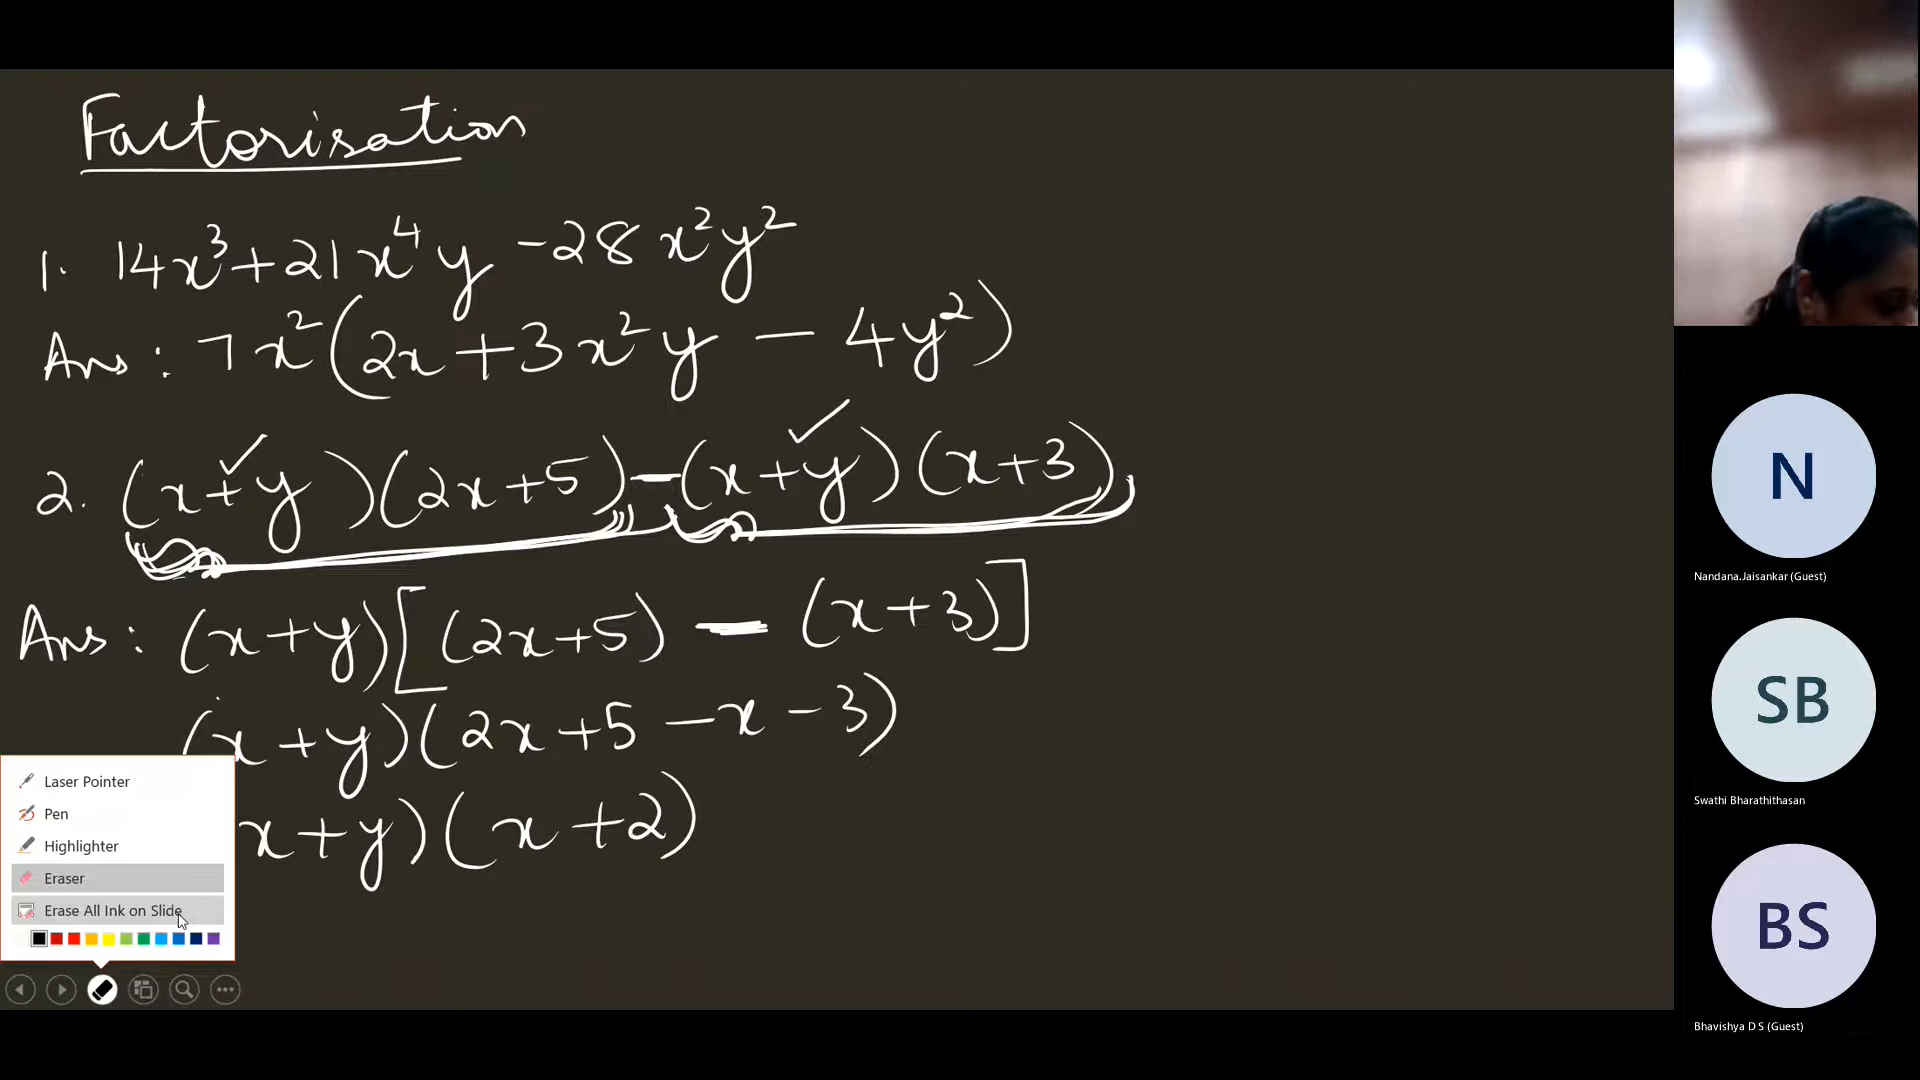 Factorisation
1. 14x³+21x⁴y -28x²y²
Ans : 7x²(2x+3x²y - 4y²)
2. (x+y)(2x+5)-(x+y)(x+3)
Ans : (x+y)[(2x+5) - (x+3)]
(x+y)(2x+5-x-3)
x+y)(x+2)
Laser Pointer
Pen
Highlighter
Eraser
Erase All Ink on Slide
N
Nandana.Jaisankar (Guest)
SB
Swathi Bharathithasan
BS
Bhavishya D S (Guest)